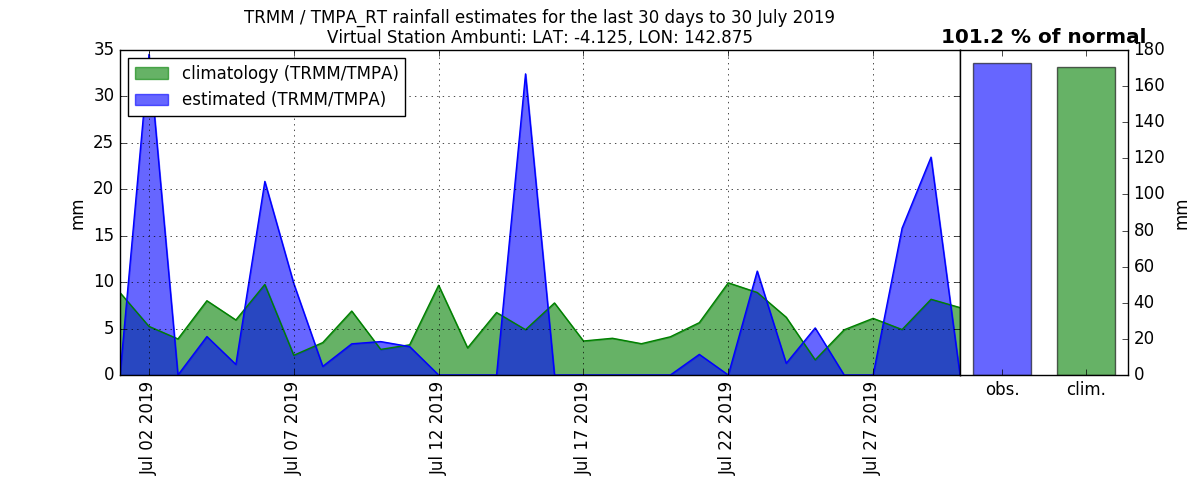 TRMM / TMPA_RT rainfall estimates for the last 30 days to 30 July 2019
Virtual Station Ambunti: LAT: -4.125, LON: 142.875
101.2 % of normal
climatology (TRMM/TMPA)
estimated (TRMM/TMPA)
35
30
25
20
15
10
5
0
mm
Jul 02 2019
Jul 07 2019
Jul 12 2019
Jul 17 2019
Jul 22 2019
Jul 27 2019
obs.
clim.
180
160
140
120
100
80
60
40
20
0
mm